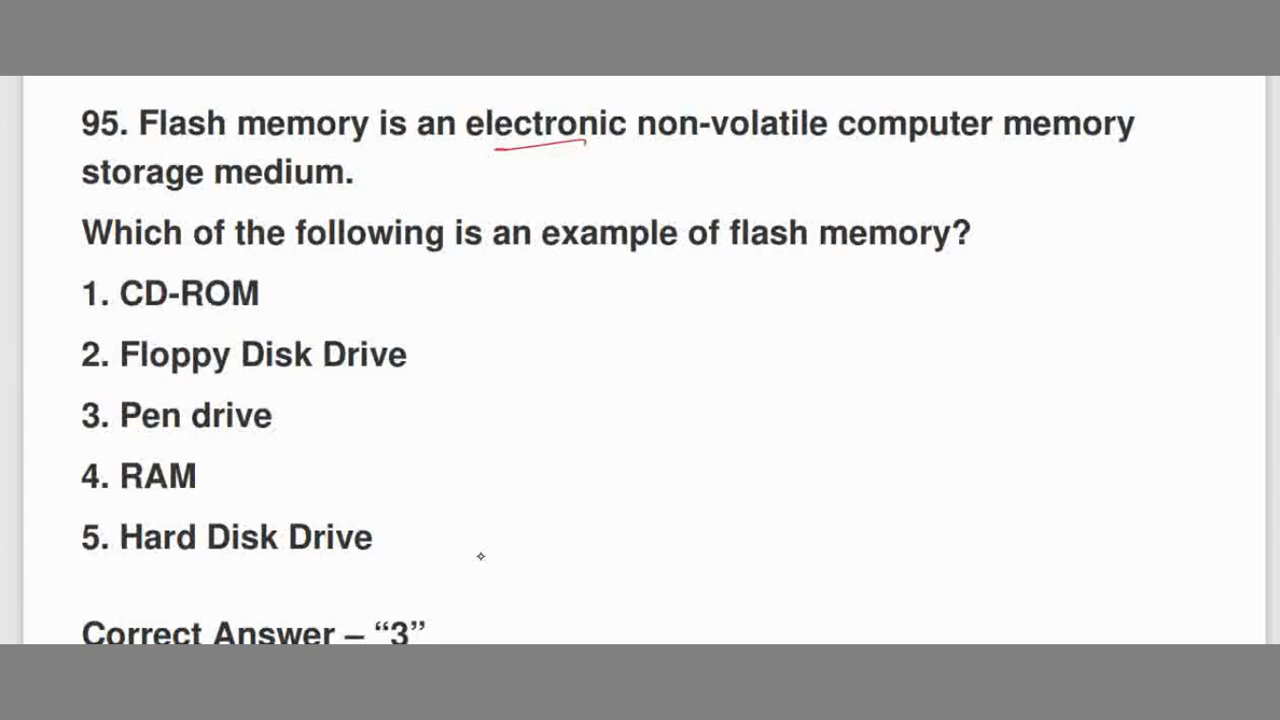 95. Flash memory is an electronic non-volatile computer memory
storage medium.
Which of the following is an example of flash memory?
1. CD-ROM
2. Floppy Disk Drive
3. Pen drive
4. RAM
5. Hard Disk Drive
Correct Answer – “3”